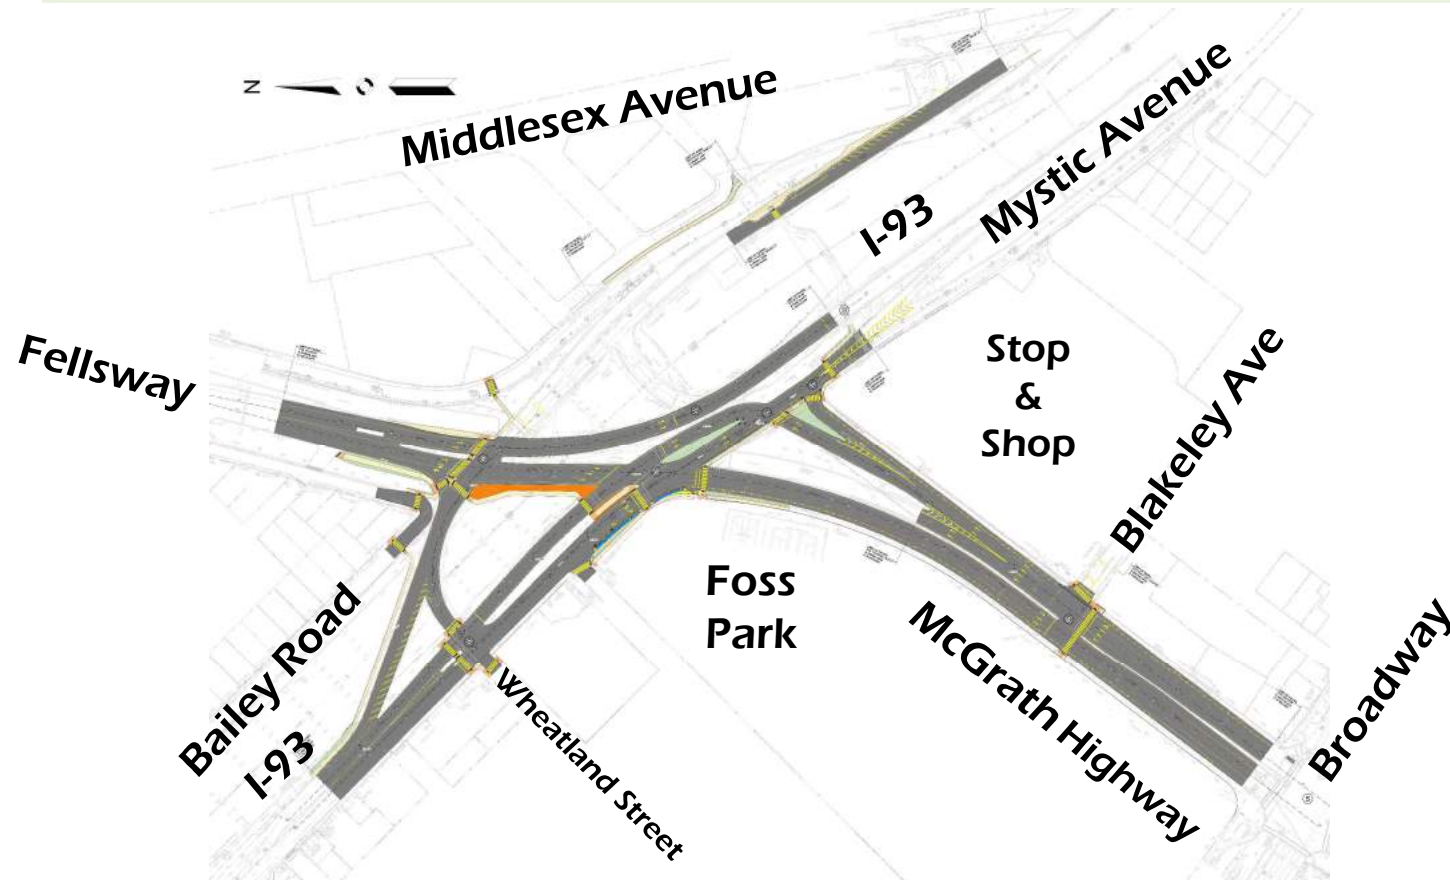 N
Middlesex Avenue
Mystic Avenue
I-93
Fellsway
Stop
&
Shop
Blakeley Ave
Foss
Park
Bailey Road
I-93
Wheatland Street
McGrath Highway
Broadway
5